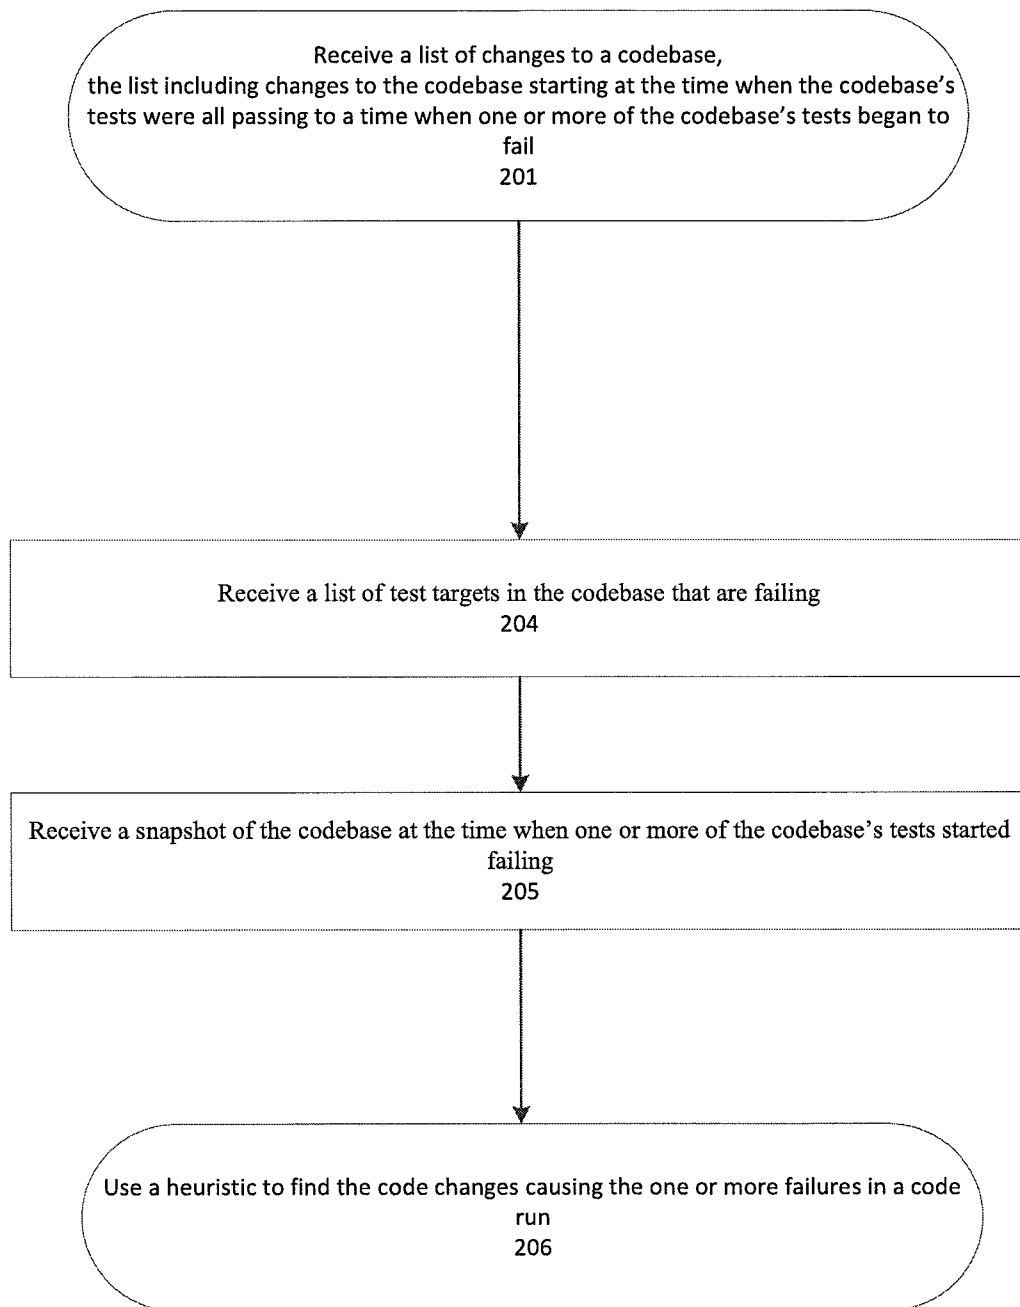 Receive a list of changes to a codebase,
the list including changes to the codebase starting at the time when the codebase's
tests were all passing to a time when one or more of the codebase's tests began to
fail
201
Receive a list of test targets in the codebase that are failing
204
Receive a snapshot of the codebase at the time when one or more of the codebase's tests started
failing
205
Use a heuristic to find the code changes causing the one or more failures in a code
run
206